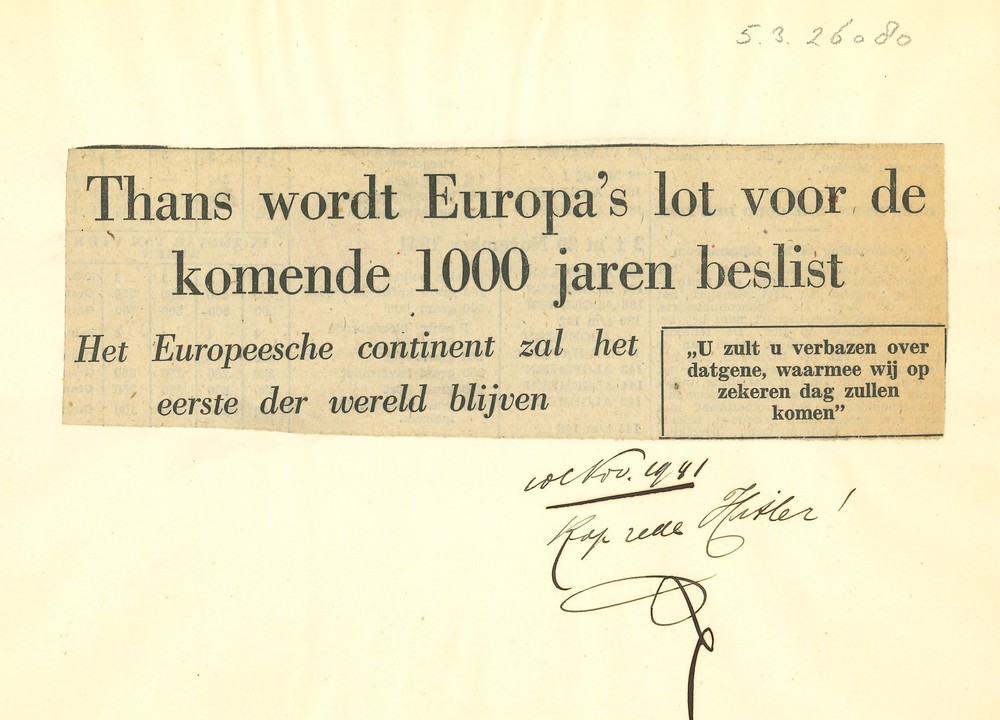 5.3. 26080
Thans wordt Europa's lot voor de
komende 1000 jaren beslist
Het Europeesche continent zal het
eerste der wereld blijven
„U zult u verbazen over
datgene, waarmee wij op
zekeren dag zullen
komen”
Nov. 1941
Kop rede Hitler!